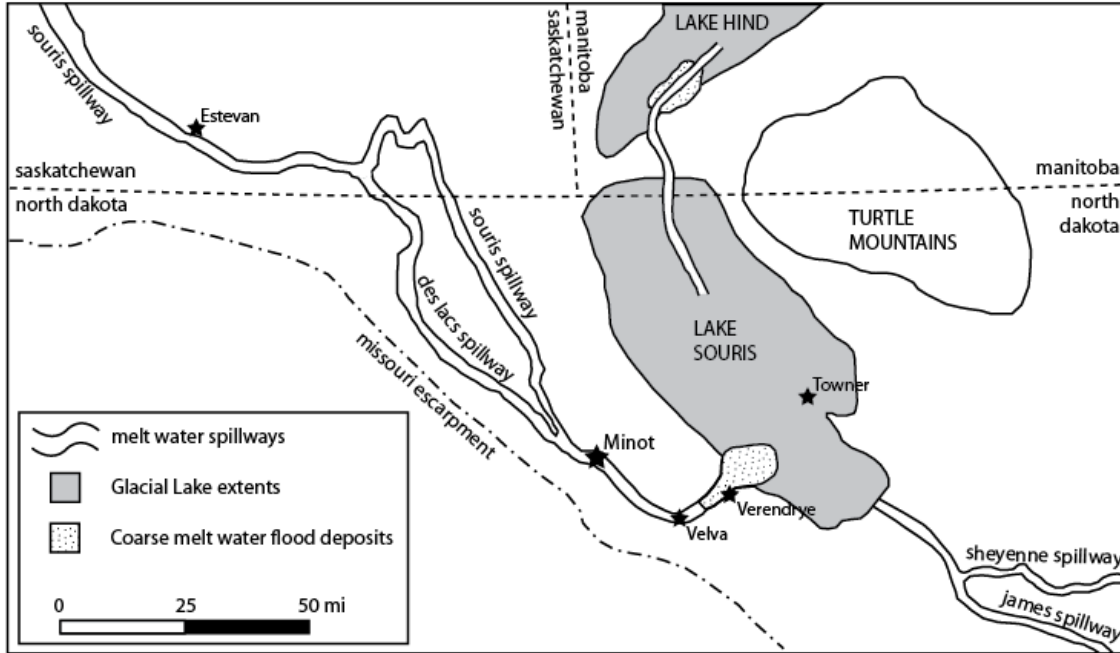 LAKE HIND
manitoba
saskatchewan
souris spillway
Estevan
saskatchewan
north dakota
manitoba
north
dakota
TURTLE
MOUNTAINS
souris spillway
des lacs spillway
missouri escarpment
LAKE
SOURIS
Towner
Minot
Velva
Verendrye
sheyenne spillway
james spillway
melt water spillways
Glacial Lake extents
Coarse melt water flood deposits
0 25 50 mi